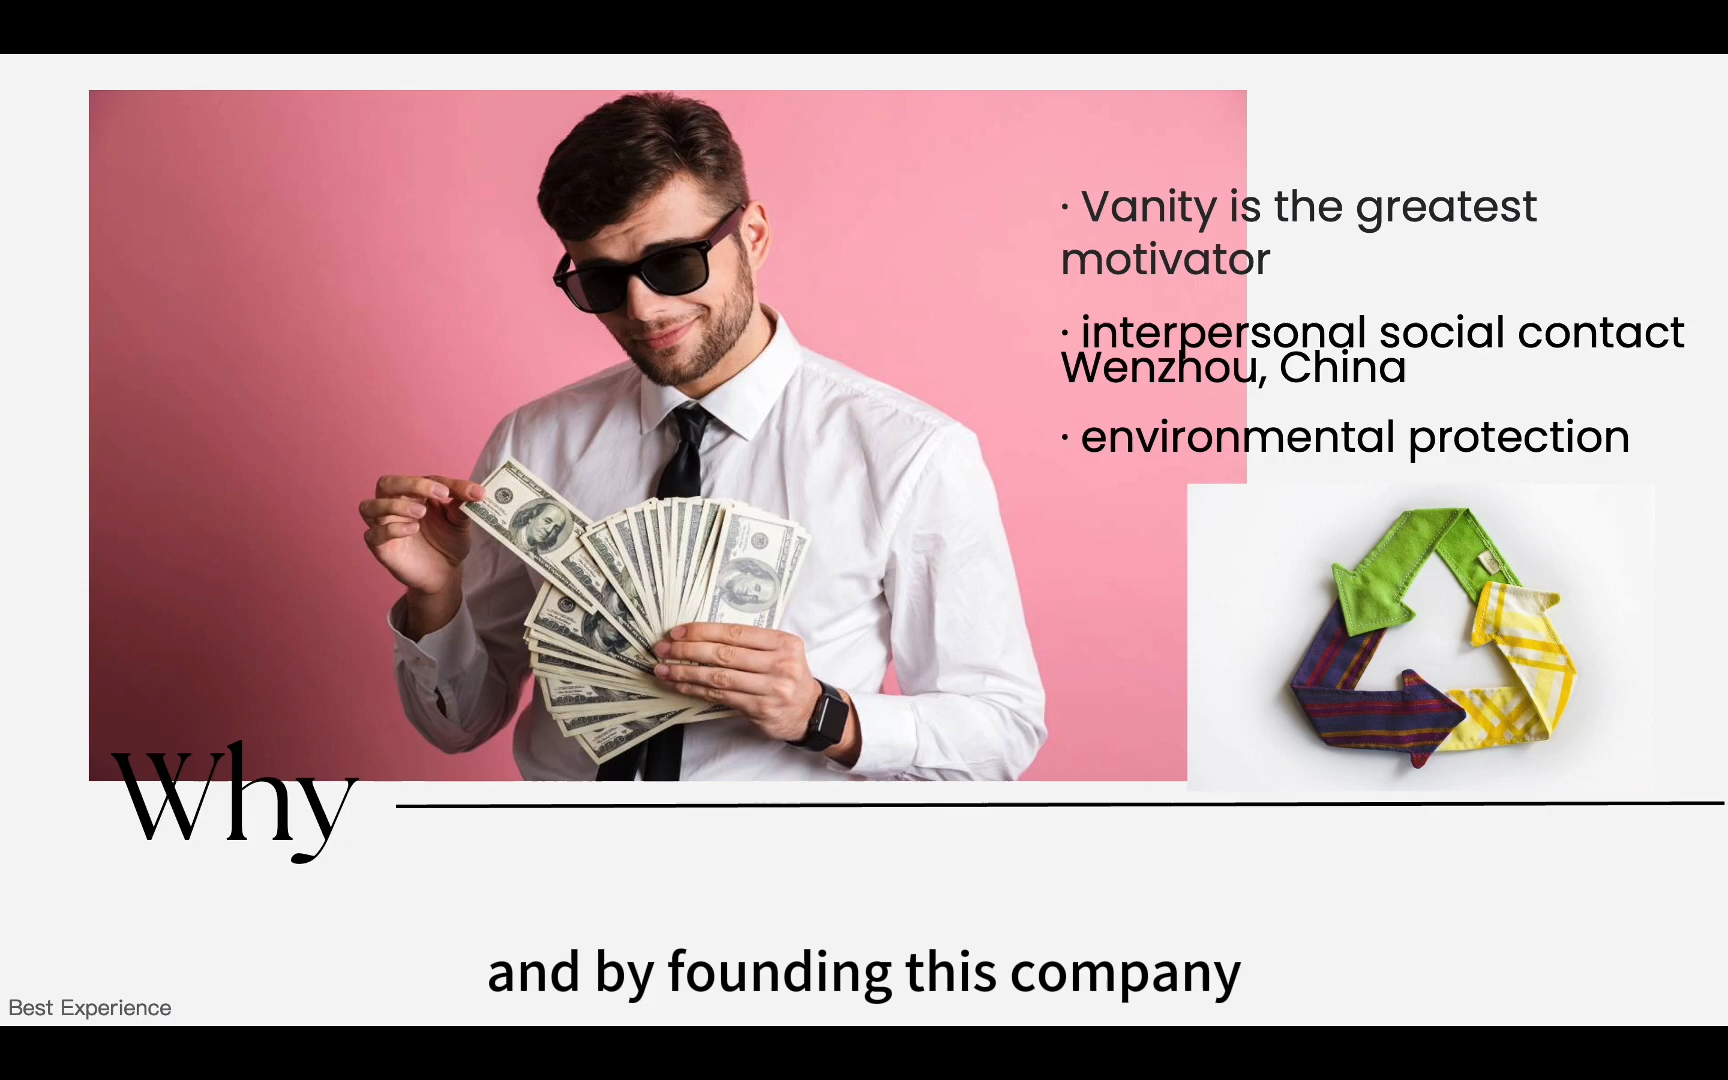 · Vanity is the greatest
motivator
· interpersonal social contact
Wenzhou, China
· environmental protection
Why
and by founding this company
Best Experience